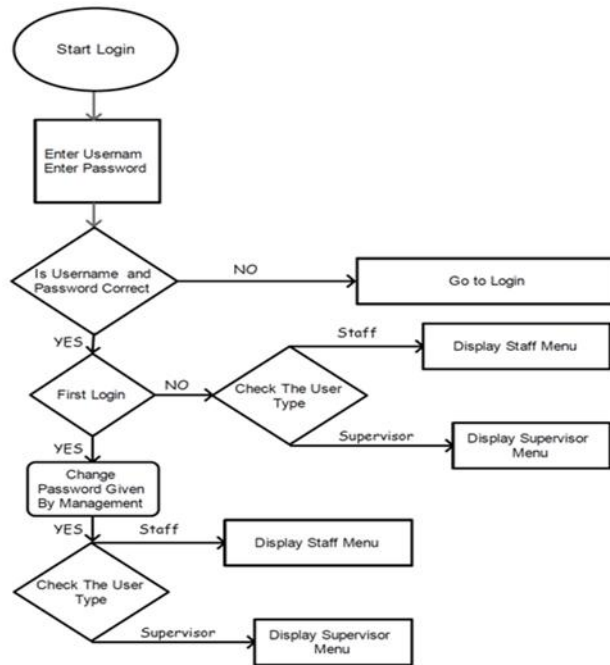 Start Login
Enter Usernam
Enter Password
Is Username and
Password Correct
NO
Go to Login
YES
First Login
NO
Check The User
Type
Staff
Display Staff Menu
Supervisor
Display Supervisor
Menu
YES
Change
Password Given
By Management
YES
Staff
Display Staff Menu
Check The User
Type
Supervisor
Display Supervisor
Menu